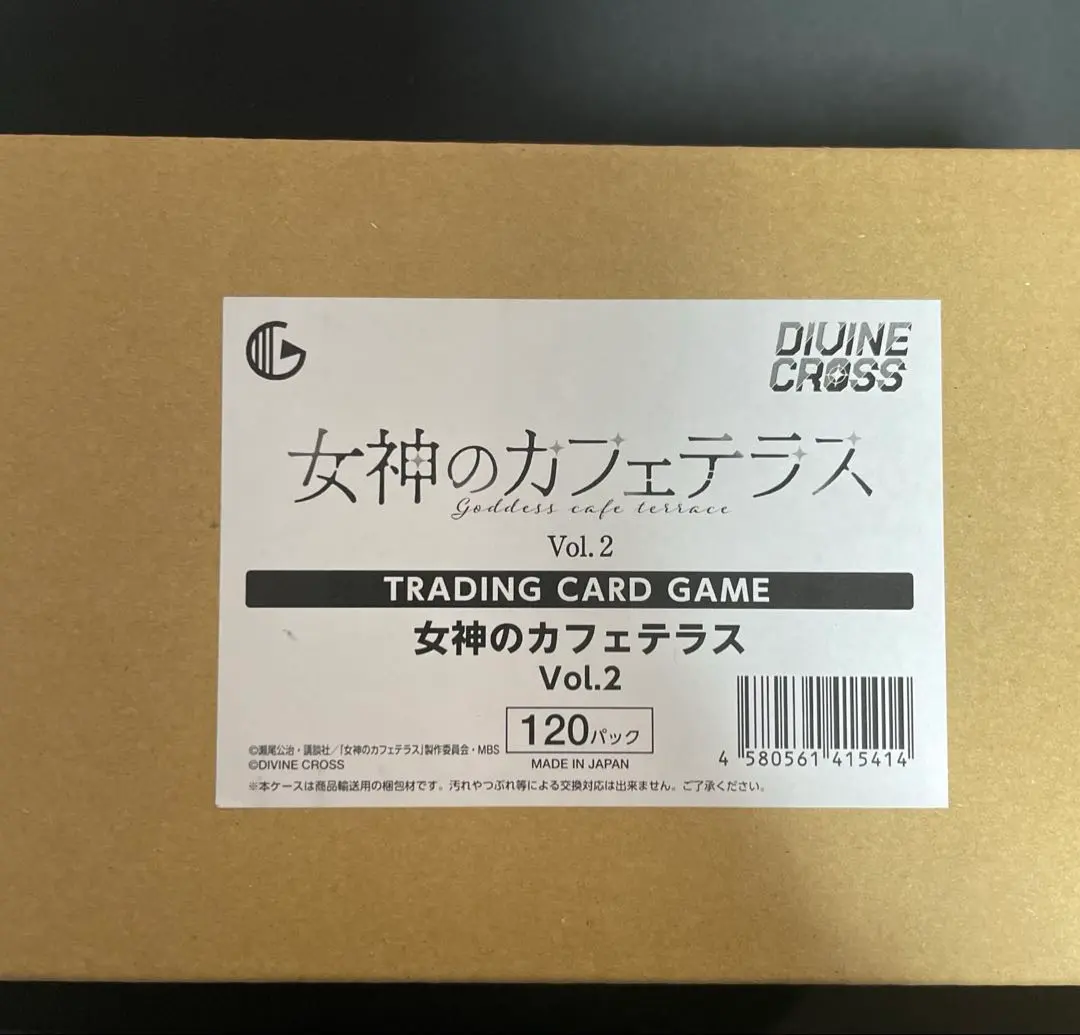 DIVINE
CROSS
女神のカフェテラス
Goddess cafe terrace
Vol. 2
TRADING CARD GAME
女神のカフェテラス
Vol.2
120パック
©瀬尾公治・講談社／「女神のカフェテラス」製作委員会・MBS
©DIVINE CROSS
MADE IN JAPAN
4 580561 415414
※本ケースは商品輸送用の梱包材です。汚れやつぶれ等による交換対応は出来ません。ご了承ください。